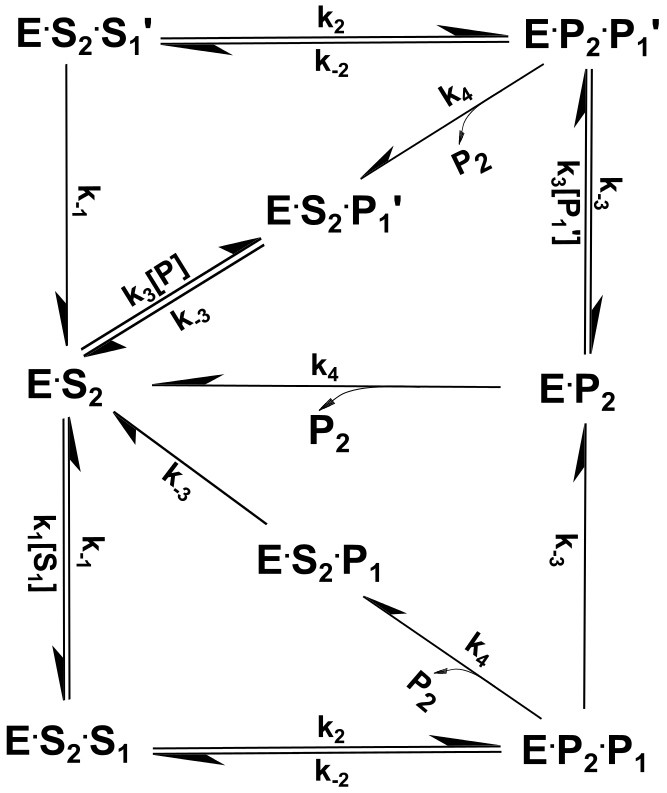 E·S₂·S₁' k₂ E·P₂·P₁'
k₋₂
k₄
P₂
k₋₁
k₃[P₁'] k₋₃
E·S₂·P₁'
k₃[P]
k₋₃
E·S₂ k₄ E·P₂
P₂
k₋₃
k₁[S₁] k₋₁
k₋₃
E·S₂·P₁
k₄
P₂
E·S₂·S₁ k₂ E·P₂·P₁
k₋₂